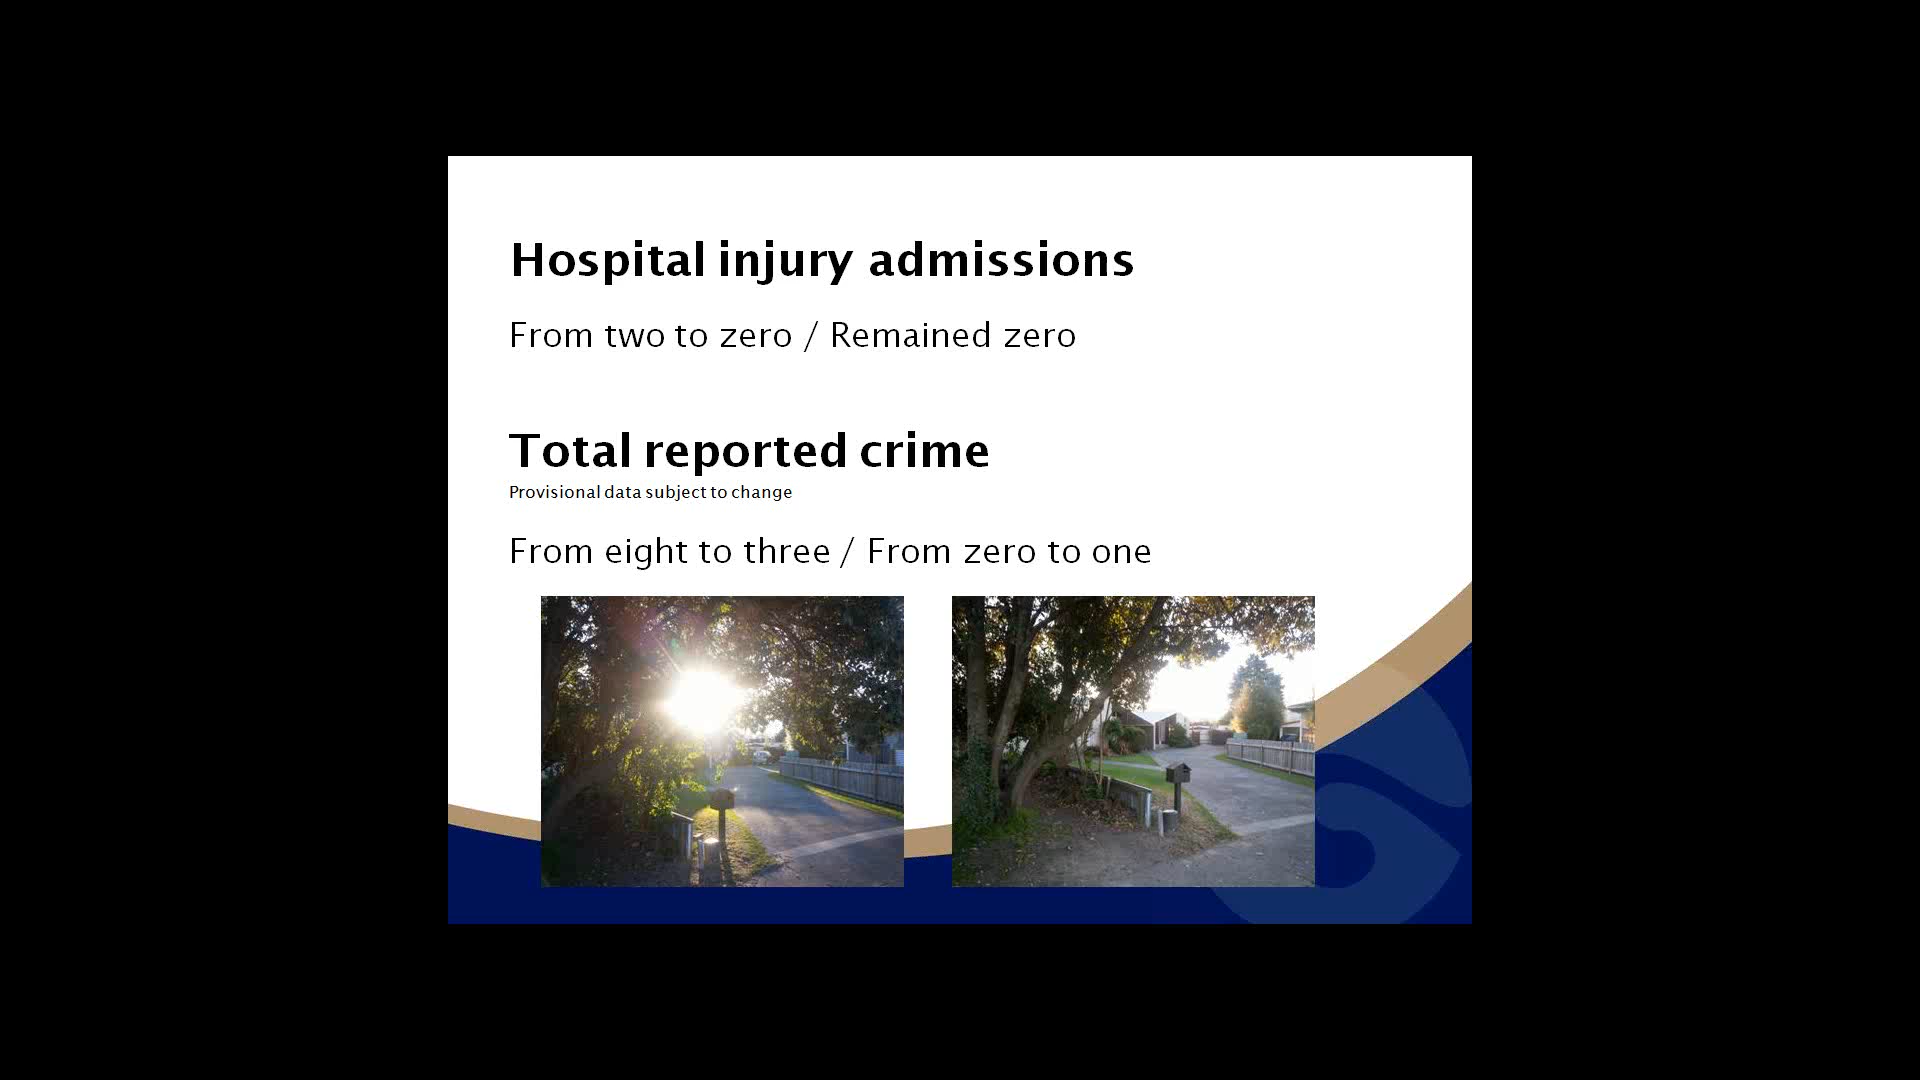 Hospital injury admissions
From two to zero / Remained zero
Total reported crime
Provisional data subject to change
From eight to three / From zero to one